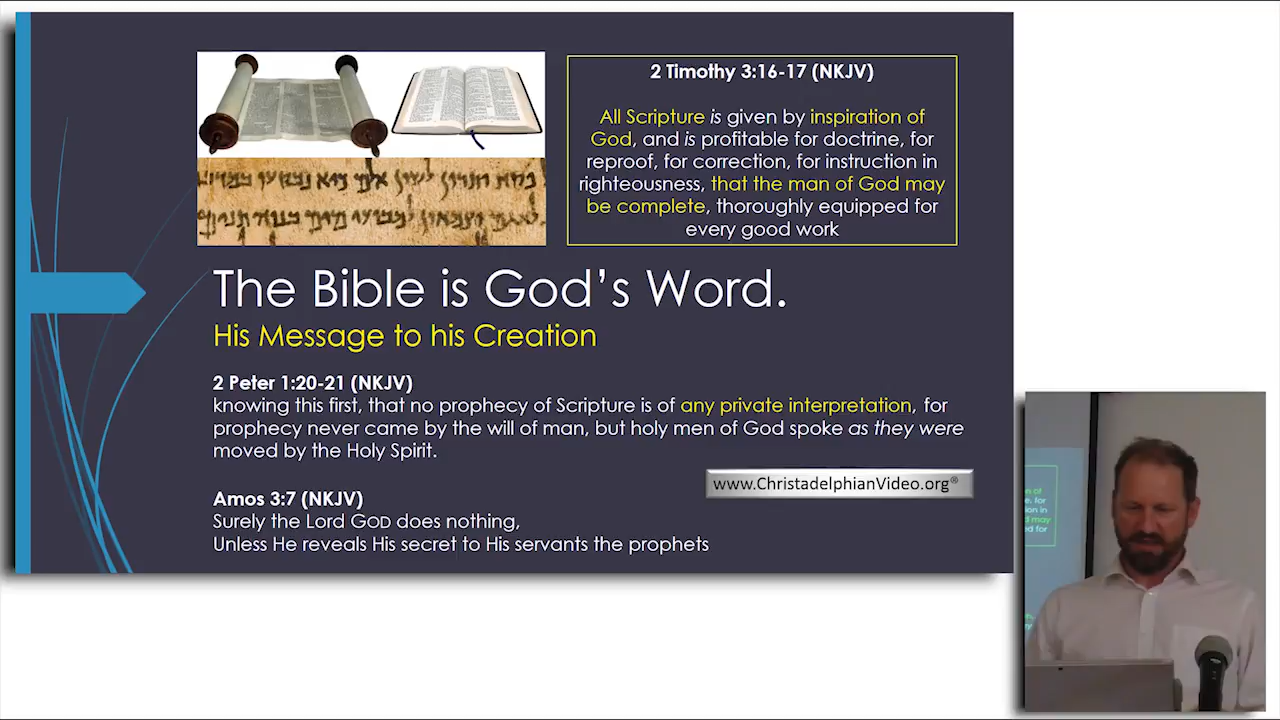 2 Timothy 3:16-17 (NKJV)
All Scripture is given by inspiration of
God, and is profitable for doctrine, for
reproof, for correction, for instruction in
righteousness, that the man of God may
be complete, thoroughly equipped for
every good work
The Bible is God’s Word.
His Message to his Creation
2 Peter 1:20-21 (NKJV)
knowing this first, that no prophecy of Scripture is of any private interpretation, for
prophecy never came by the will of man, but holy men of God spoke as they were
moved by the Holy Spirit.
www.ChristadelphianVideo.org®
Amos 3:7 (NKJV)
Surely the Lord GOD does nothing,
Unless He reveals His secret to His servants the prophets